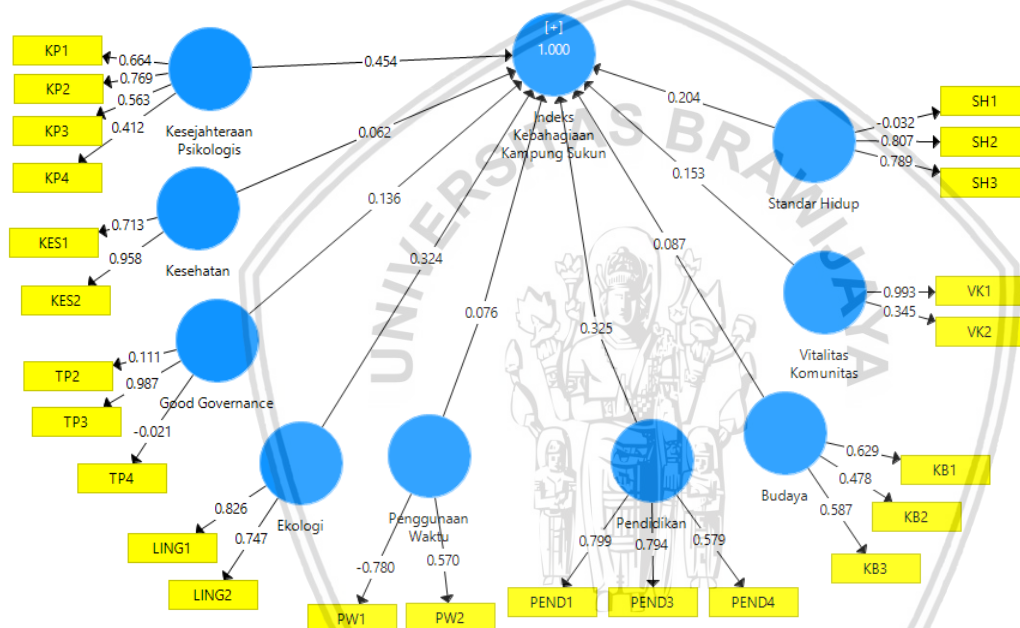 [+]
1.000
Indeks
Kebahagiaan
Kampung Sukun
KP1
KP2
KP3
KP4
0.664
0.769
0.563
0.412
Kesejahteraan
Psikologis
0.454
KES1
KES2
0.713
0.958
Kesehatan
0.062
TP2
TP3
TP4
0.111
0.987
-0.021
Good Governance
0.136
LING1
LING2
0.826
0.747
Ekologi
0.324
PW1
PW2
-0.780
0.570
Penggunaan
Waktu
0.076
PEND1
PEND3
PEND4
0.799
0.794
0.579
Pendidikan
0.325
KB1
KB2
KB3
0.629
0.478
0.587
Budaya
0.087
VK1
VK2
0.993
0.345
Vitalitas
Komunitas
0.153
SH1
SH2
SH3
-0.032
0.807
0.789
Standar Hidup
0.204
UNIVERSITAS BRAWIJAYA